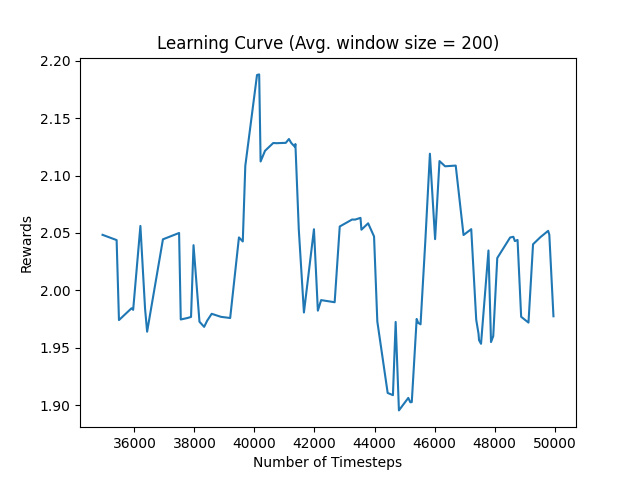 Learning Curve (Avg. window size = 200)
2.20
2.15
2.10
2.05
2.00
1.95
1.90
Rewards
36000 38000 40000 42000 44000 46000 48000 50000
Number of Timesteps